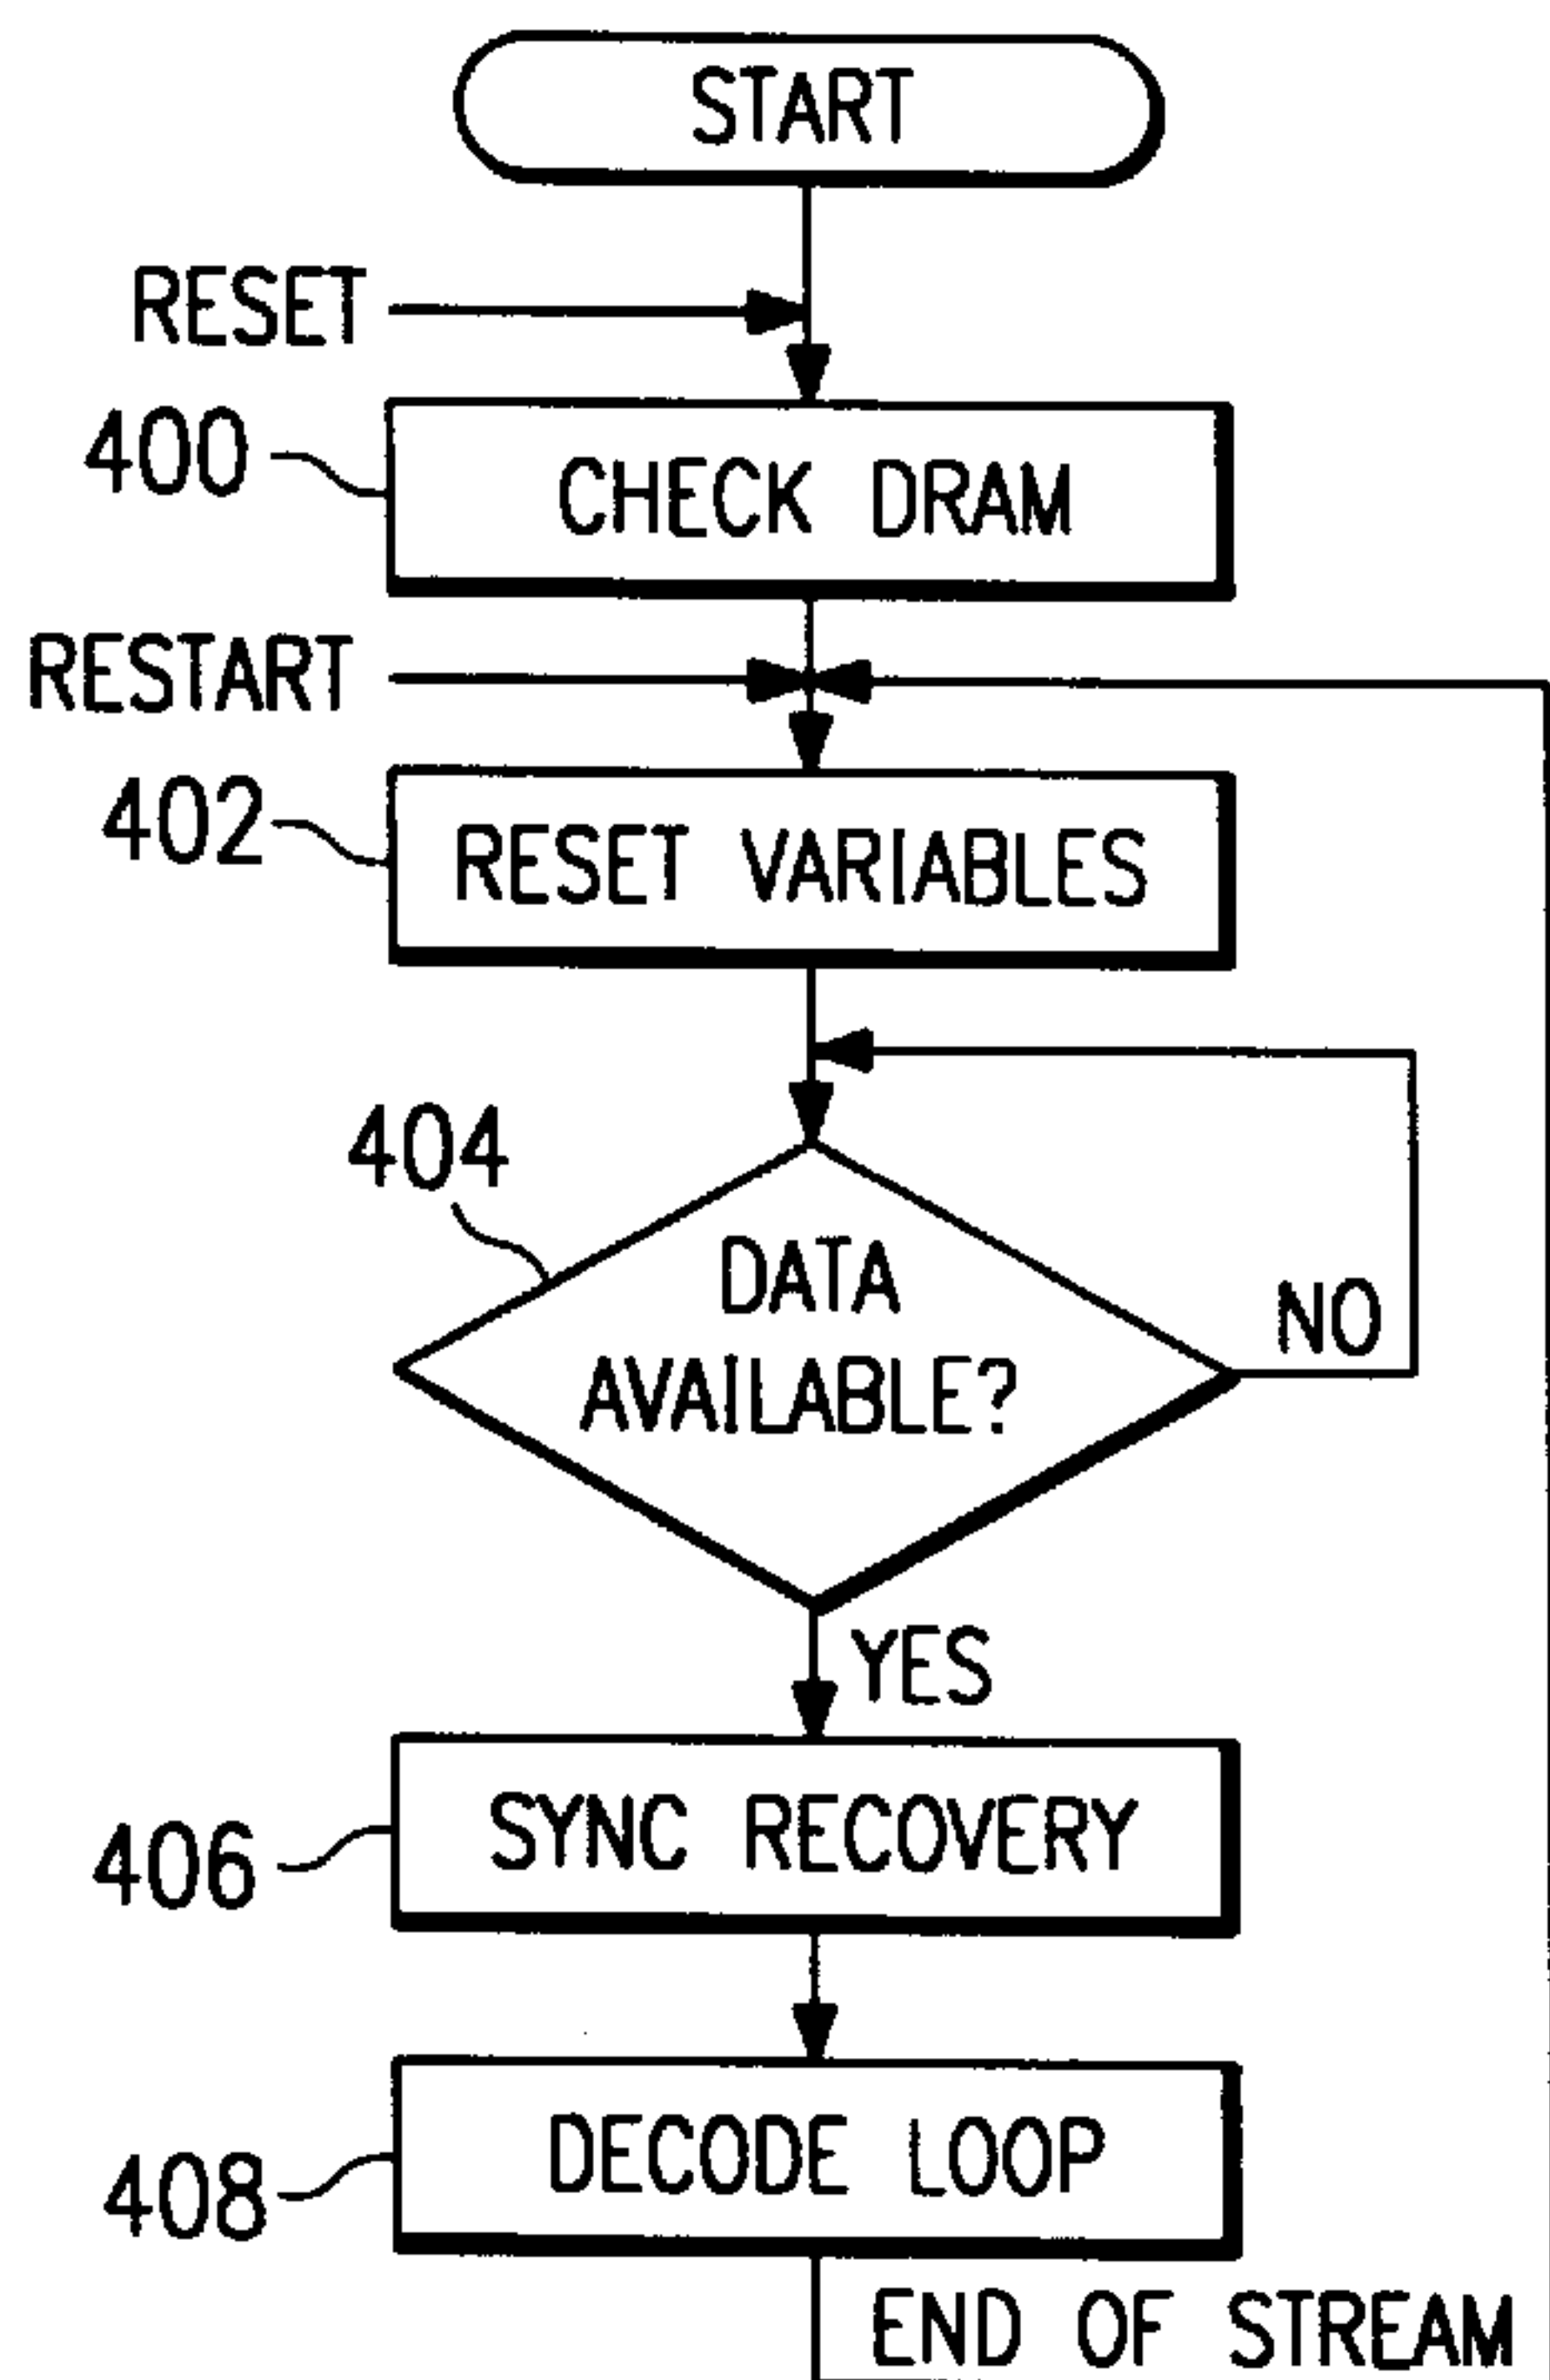 START
RESET
400
CHECK DRAM
RESTART
402
RESET VARIABLES
404
DATA
AVAILABLE?
NO
YES
SYNC RECOVERY
406
DECODE LOOP
408
END OF STREAM